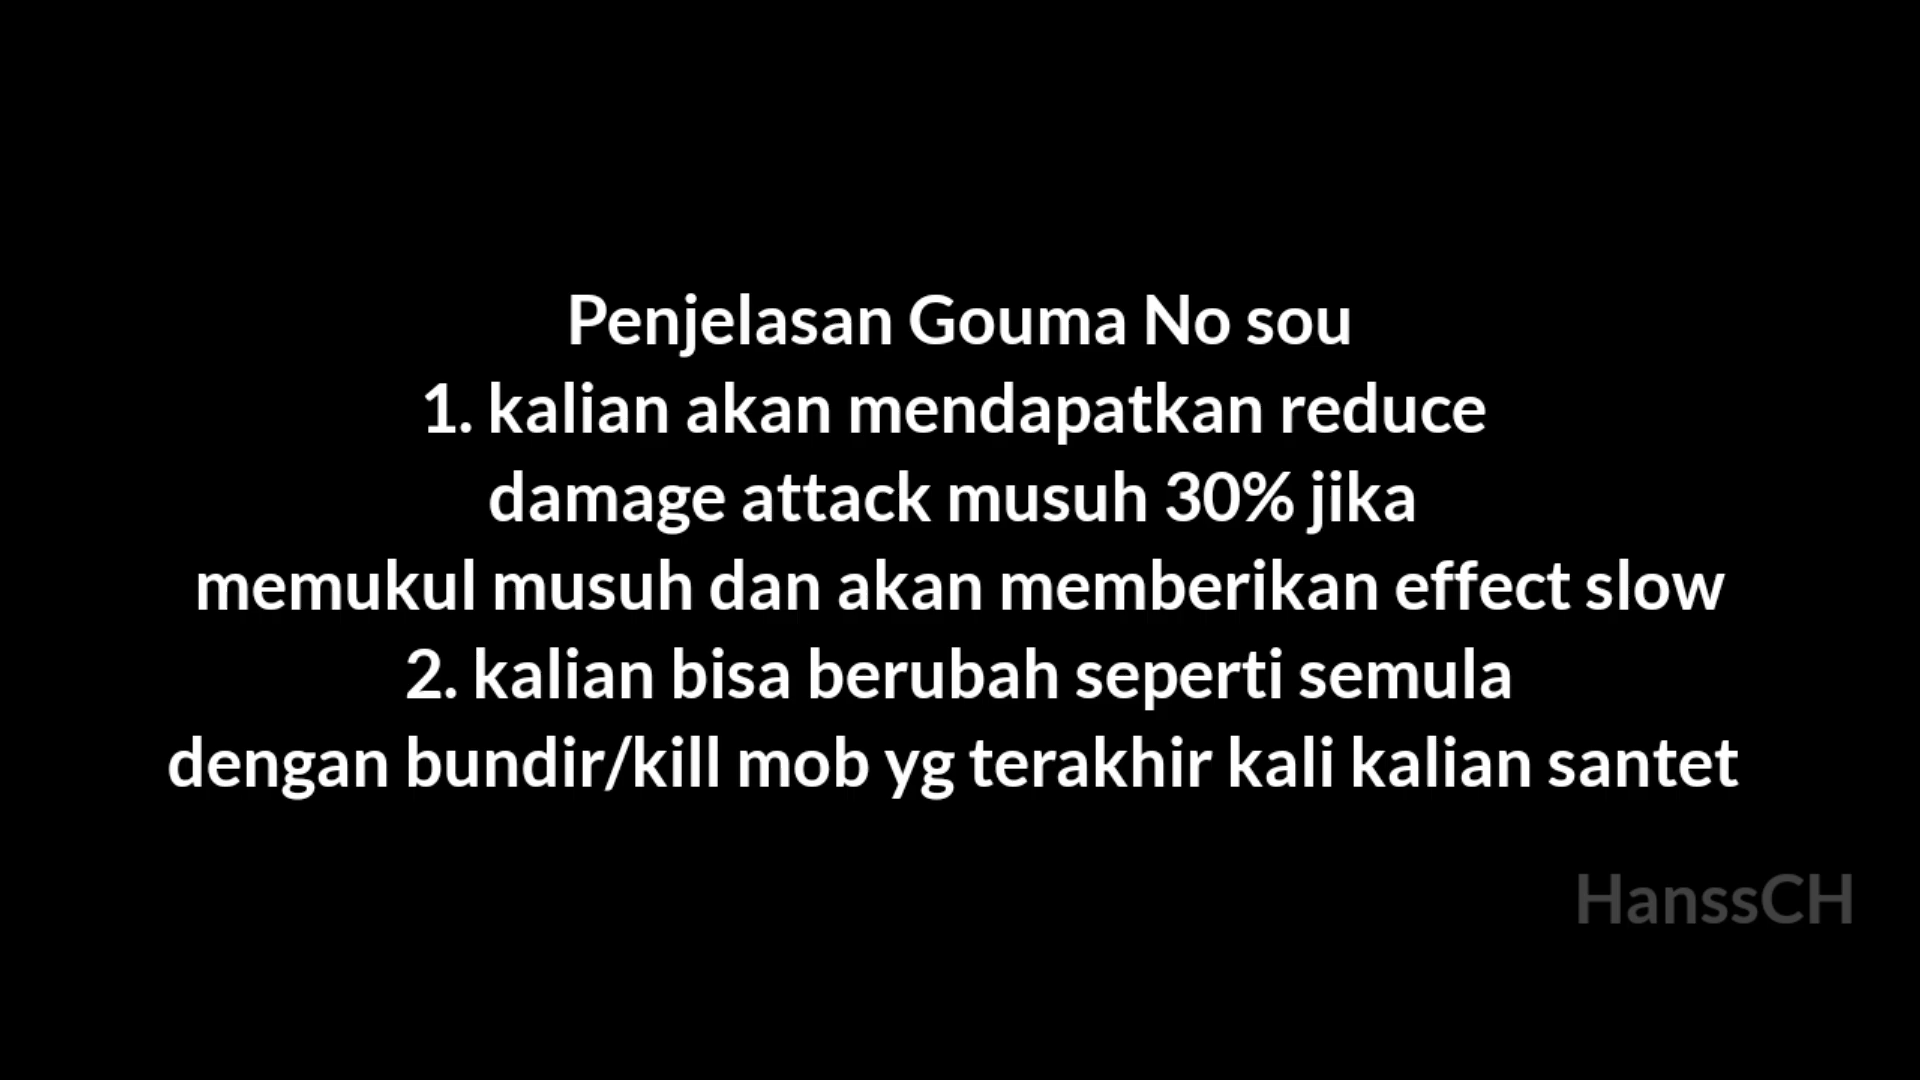 Penjelasan Gouma No sou
1. kalian akan mendapatkan reduce
damage attack musuh 30% jika
memukul musuh dan akan memberikan effect slow
2. kalian bisa berubah seperti semula
dengan bundir/kill mob yg terakhir kali kalian santet
HanssCH